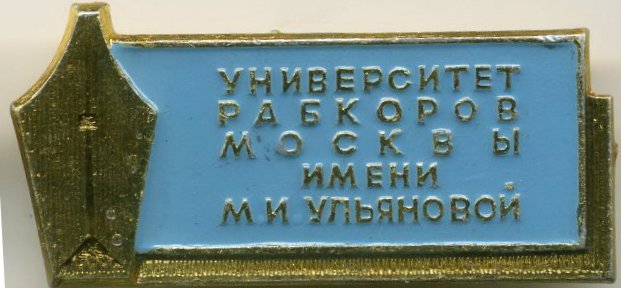 УНИВЕРСИТЕТ
РАБКОРОВ
МОСКВЫ
ИМЕНИ
М И УЛЬЯНОВОЙ